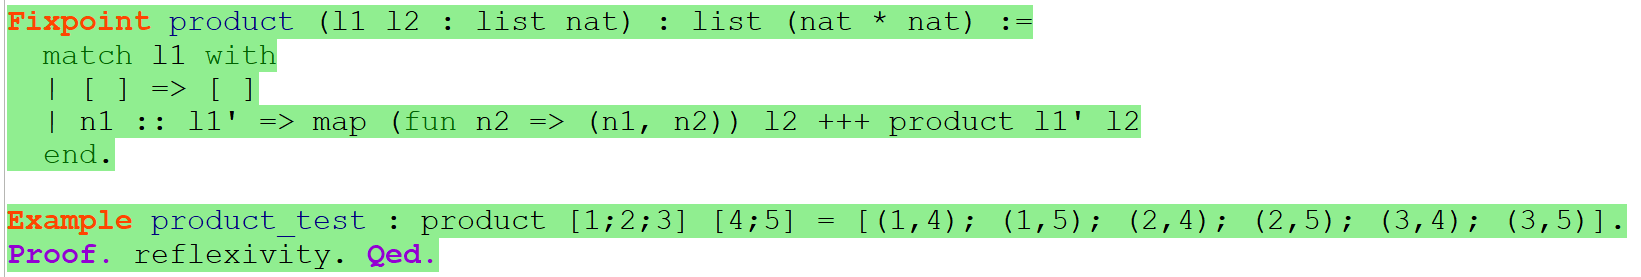 Fixpoint product (l1 l2 : list nat) : list (nat * nat) :=
  match l1 with
  | [ ] => [ ]
  | n1 :: l1' => map (fun n2 => (n1, n2)) l2 +++ product l1' l2
  end.
Example product_test : product [1;2;3] [4;5] = [(1,4); (1,5); (2,4); (2,5); (3,4); (3,5)].
Proof. reflexivity. Qed.